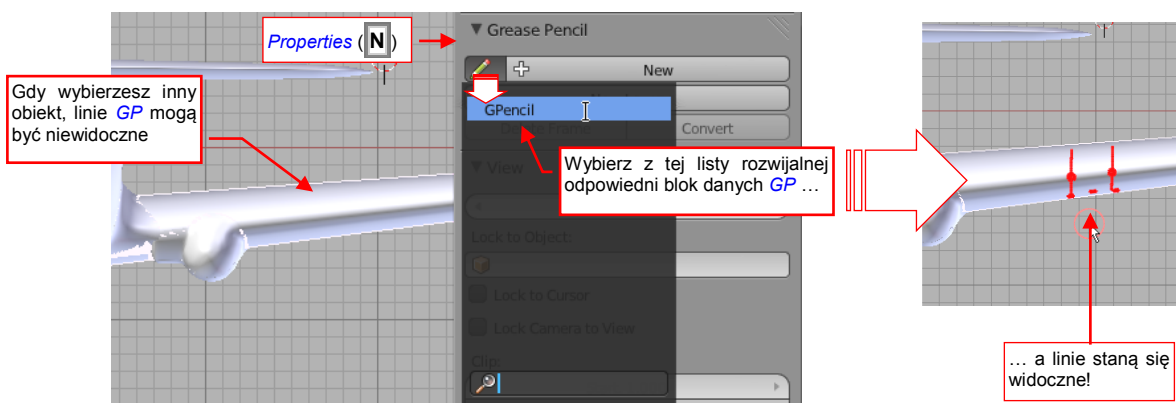 Properties (N)
Gdy wybierzesz inny
obiekt, linie GP mogą
być niewidoczne
Grease Pencil
New
GPencil
Delete Frame
Convert
View
Wybierz z tej listy rozwijalnej
odpowiedni blok danych GP …
Lock to Object:
Lock to Cursor
Lock Camera to View
Clip:
… a linie staną się
widoczne!